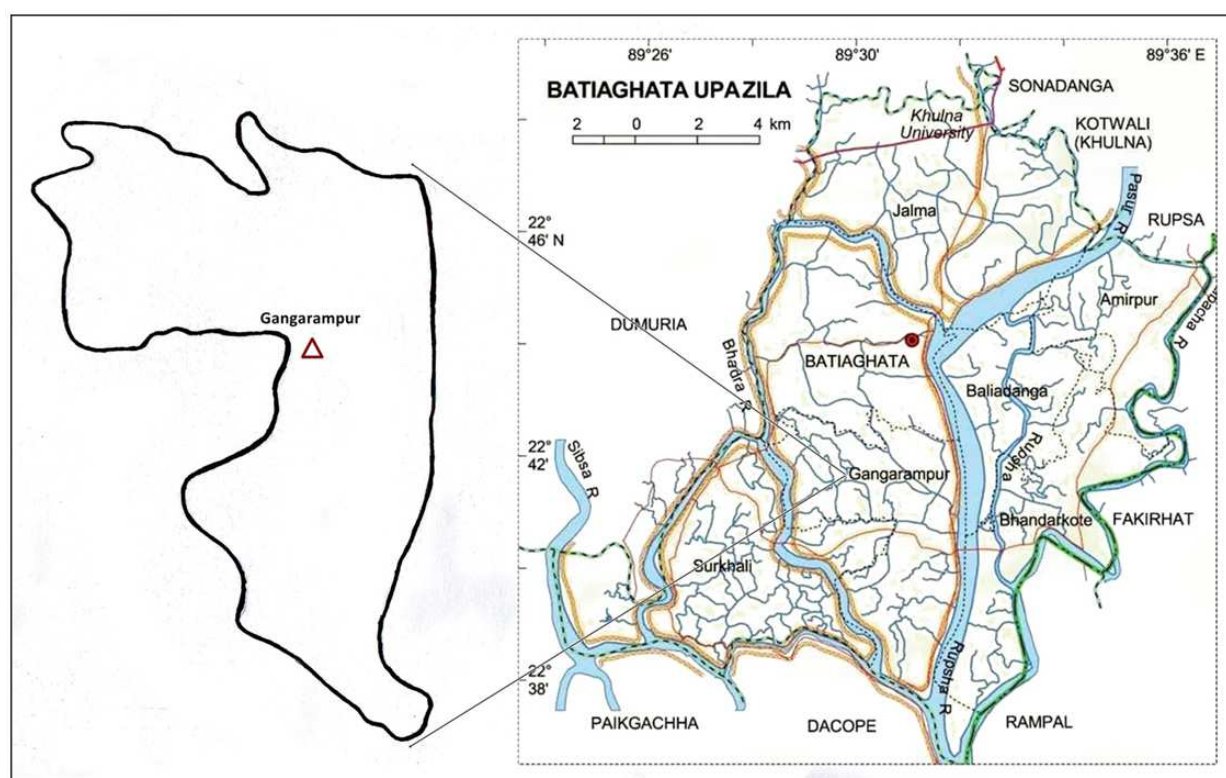 Gangarampur
89°26'
89°30'
89°36' E
BATIAGHATA UPAZILA
2 0 2 4 km
SONADANGA
Khulna
University
KOTWALI
(KHULNA)
Pasur R
Jalma
22°
46' N
RUPSA
Amirpur
DUMURIA
BATIAGHATA
Bhadra R
Baliadanga
22°
42'
Sibsa R
Gangarampur
Rupsha
Bhandarkote
FAKIRHAT
Surkhali
22°
38'
Rupsha R
PAIKGACHHA
DACOPE
RAMPAL